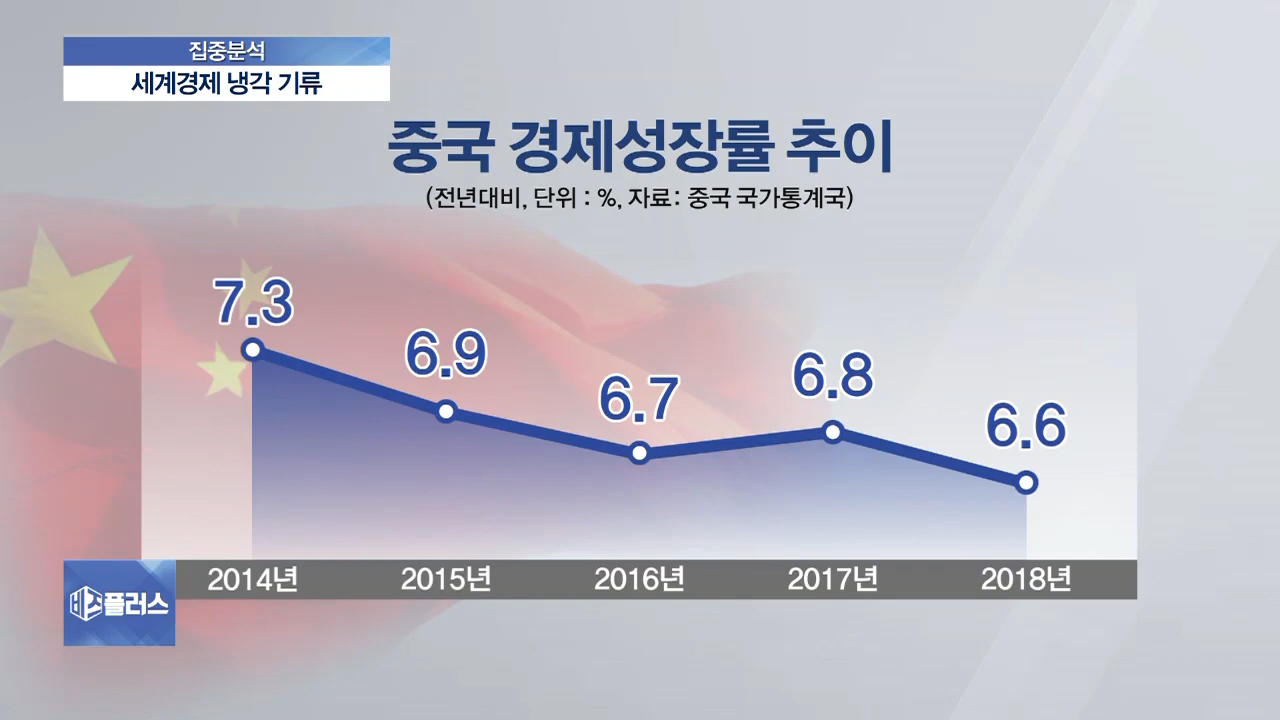 집중분석
세계경제 냉각 기류
중국 경제성장률 추이
(전년대비, 단위 : %, 자료 : 중국 국가통계국)
7.3
6.9
6.7
6.8
6.6
2014년 2015년 2016년 2017년 2018년
비즈플러스